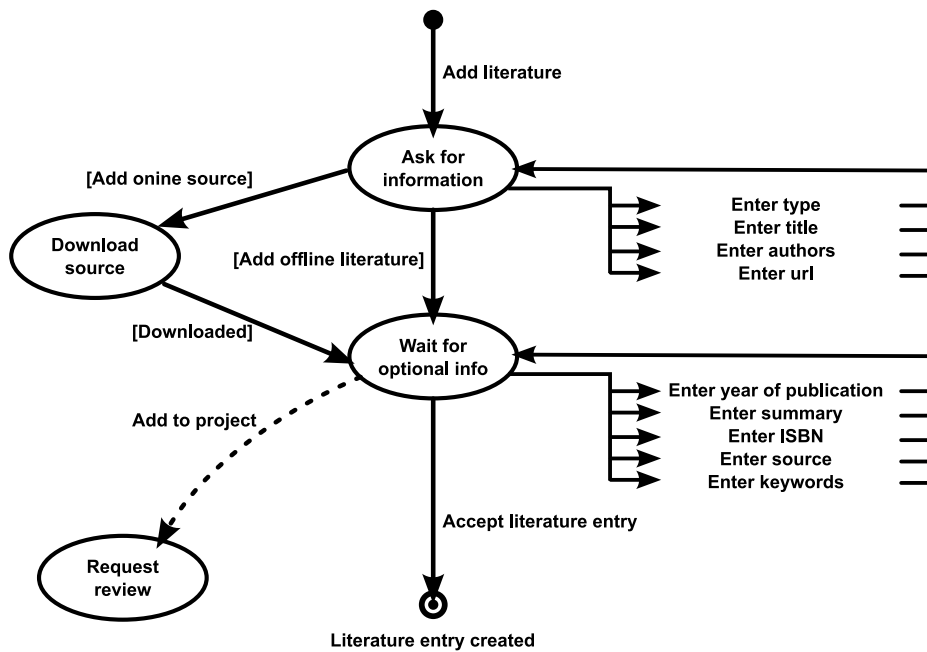 Add literature
Ask for
information
[Add onine source]
Enter type
Enter title
Enter authors
Enter url
Download
source
[Add offline literature]
[Downloaded]
Wait for
optional info
Enter year of publication
Enter summary
Enter ISBN
Enter source
Enter keywords
Add to project
Accept literature entry
Request
review
Literature entry created